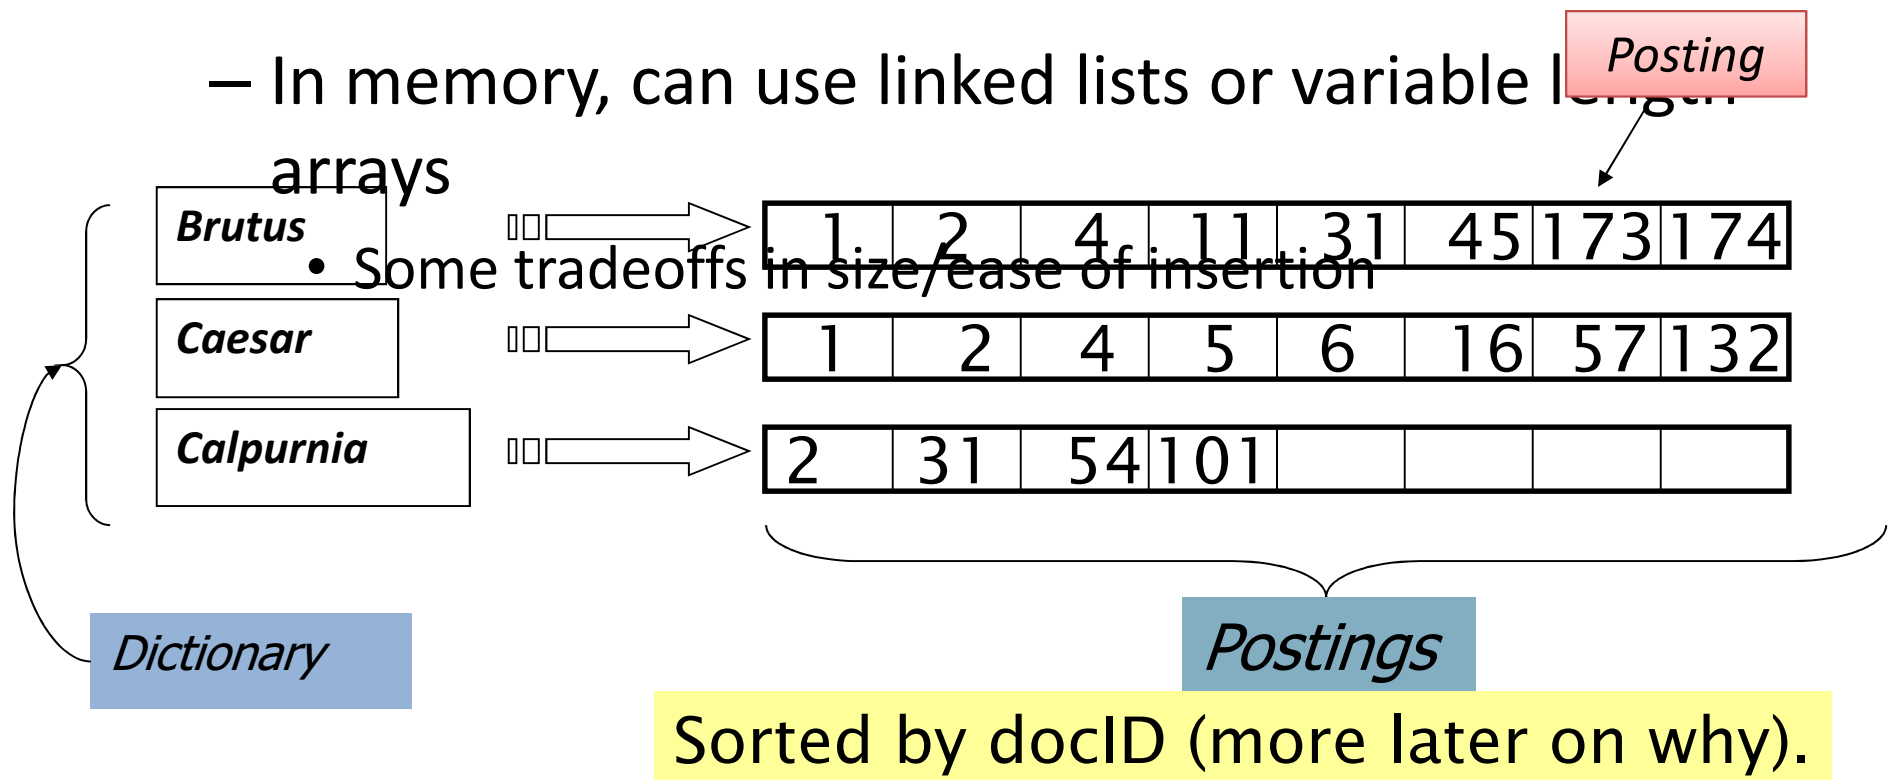 Posting
– In memory, can use linked lists or variable length
arrays
Brutus 1 2 4 11 31 45 173 174
• Some tradeoffs in size/ease of insertion
Caesar 1 2 4 5 6 16 57 132
Calpurnia 2 31 54 101
Dictionary
Postings
Sorted by docID (more later on why).